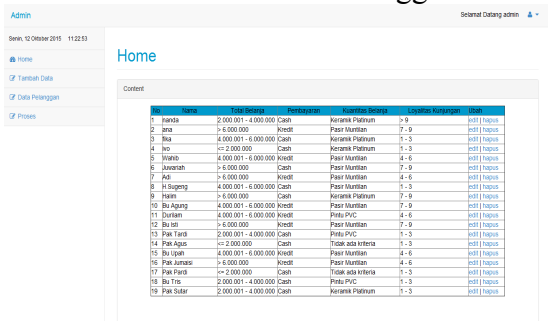 Admin
Selamat Datang admin
Senin, 12 Oktober 2015 11:22:53
Home
Home
Tambah Data
Data Pelanggan
Proses
Content
No Nama Total Belanja Pembayaran Kuantitas Belanja Loyalitas Kunjungan Ubah
1 nanda 2.000.001 - 4.000.000 Cash Keramik Platinum > 9 edit | hapus
2 ana > 6.000.000 Kredit Pasir Muntilan 7 - 9 edit | hapus
3 fika 4.000.001 - 6.000.000 Cash Keramik Platinum 1 - 3 edit | hapus
4 ivo <= 2.000.000 Cash Keramik Platinum 1 - 3 edit | hapus
5 Wahib 4.000.001 - 6.000.000 Kredit Pasir Muntilan 4 - 6 edit | hapus
6 Juwariah > 6.000.000 Cash Pasir Muntilan 7 - 9 edit | hapus
7 Adi > 6.000.000 Kredit Pasir Muntilan 4 - 6 edit | hapus
8 H.Sugeng 4.000.001 - 6.000.000 Cash Pasir Muntilan 1 - 3 edit | hapus
9 Halim > 6.000.000 Cash Keramik Platinum 7 - 9 edit | hapus
10 Bu Agung 4.000.001 - 6.000.000 Kredit Pasir Muntilan 7 - 9 edit | hapus
11 4.000.001 - 6.000.000 Kredit Pintu PVC 4 - 6 edit | hapus
12 Bu Isti > 6.000.000 Cash Pasir Muntilan 7 - 9 edit | hapus
13 Pak Tardi 2.000.001 - 4.000.000 Cash Pintu PVC 1 - 3 edit | hapus
14 Pak Agus <= 2.000.000 Cash Tidak ada kriteria 1 - 3 edit | hapus
15 Bu Upah 4.000.001 - 6.000.000 Kredit Pasir Muntilan 4 - 6 edit | hapus
16 Pak Jumaisi > 6.000.000 Kredit Pasir Muntilan 4 - 6 edit | hapus
17 Pak Pardi <= 2.000.000 Cash Tidak ada kriteria 1 - 3 edit | hapus
18 Bu Tris 2.000.001 - 4.000.000 Cash Pintu PVC 1 - 3 edit | hapus
19 Pak Sutar 2.000.001 - 4.000.000 Cash Keramik Platinum 1 - 3 edit | hapus